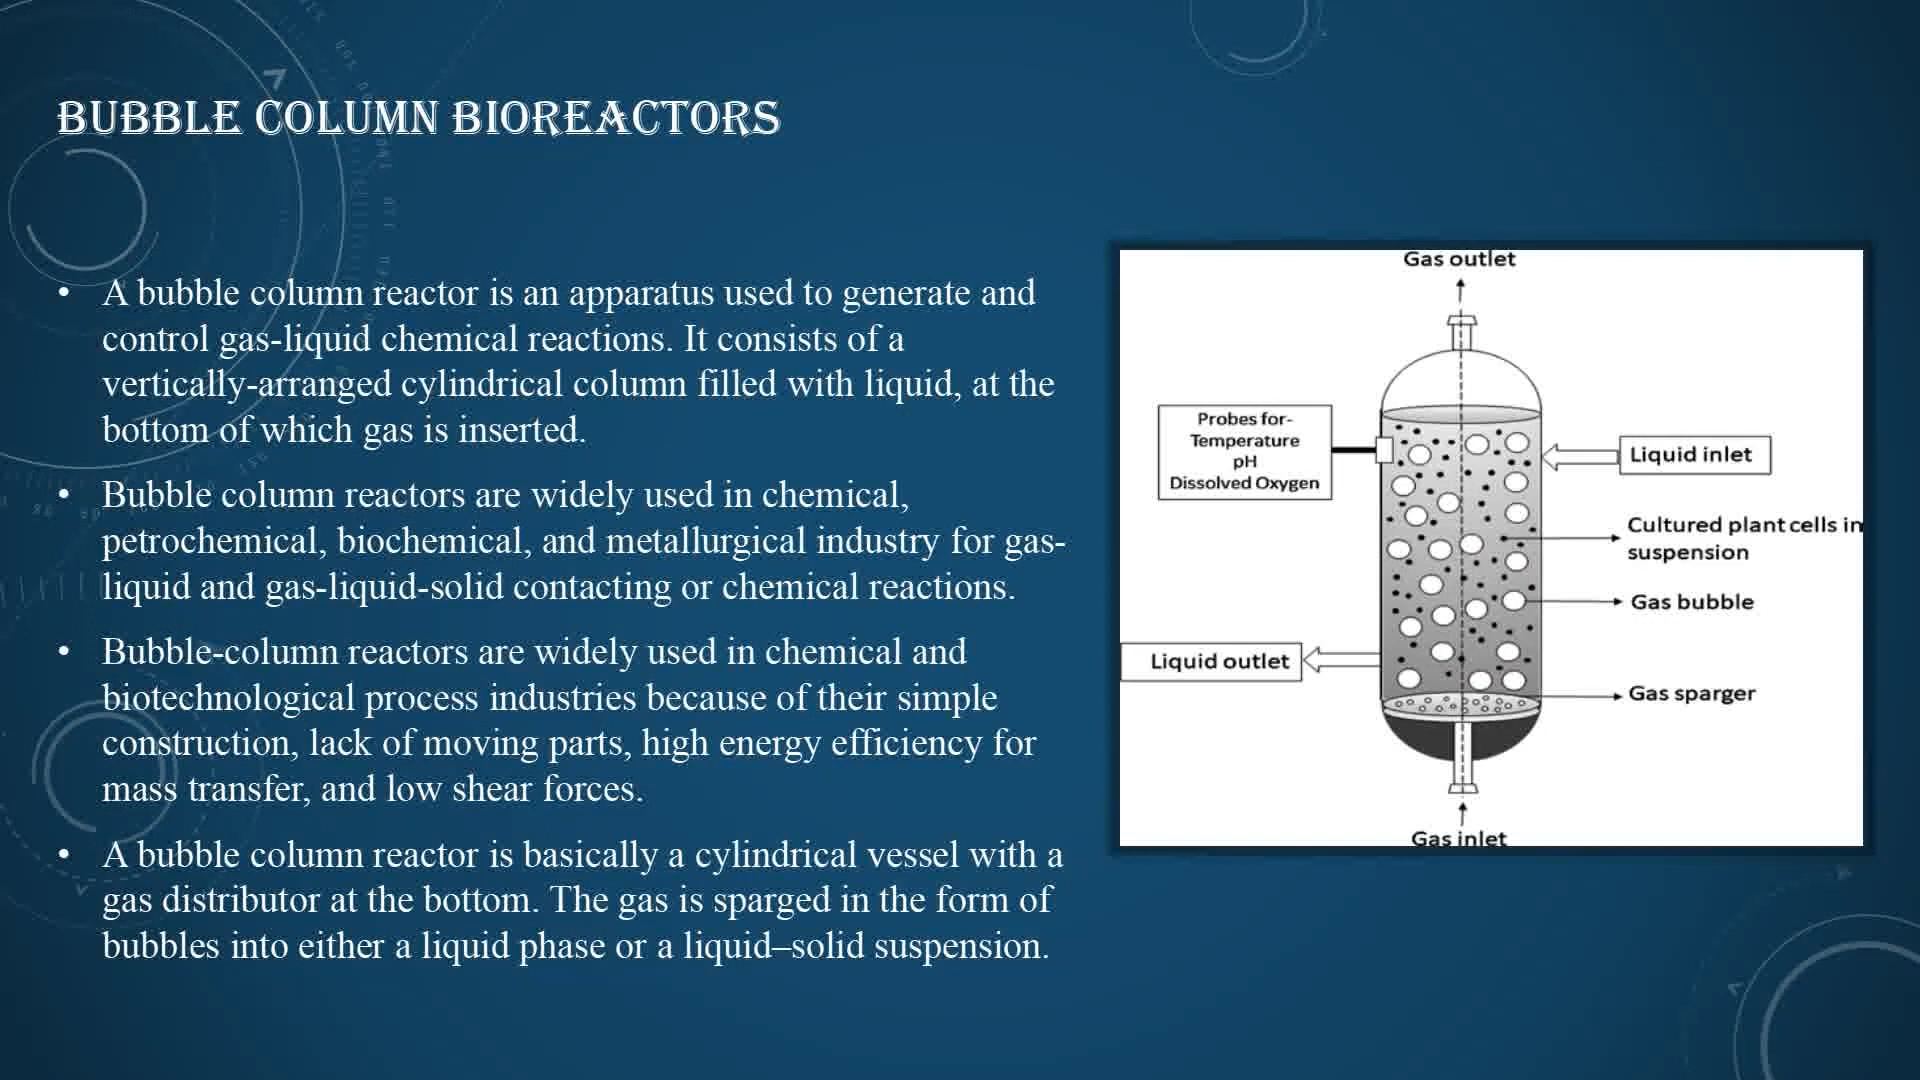 BUBBLE COLUMN BIOREACTORS
• A bubble column reactor is an apparatus used to generate and
control gas-liquid chemical reactions. It consists of a
vertically-arranged cylindrical column filled with liquid, at the
bottom of which gas is inserted.
• Bubble column reactors are widely used in chemical,
petrochemical, biochemical, and metallurgical industry for gas-
liquid and gas-liquid-solid contacting or chemical reactions.
• Bubble-column reactors are widely used in chemical and
biotechnological process industries because of their simple
construction, lack of moving parts, high energy efficiency for
mass transfer, and low shear forces.
• A bubble column reactor is basically a cylindrical vessel with a
gas distributor at the bottom. The gas is sparged in the form of
bubbles into either a liquid phase or a liquid–solid suspension.
Gas outlet
Probes for-
Temperature
pH
Dissolved Oxygen
Liquid inlet
Cultured plant cells in
suspension
Gas bubble
Liquid outlet
Gas sparger
Gas inlet